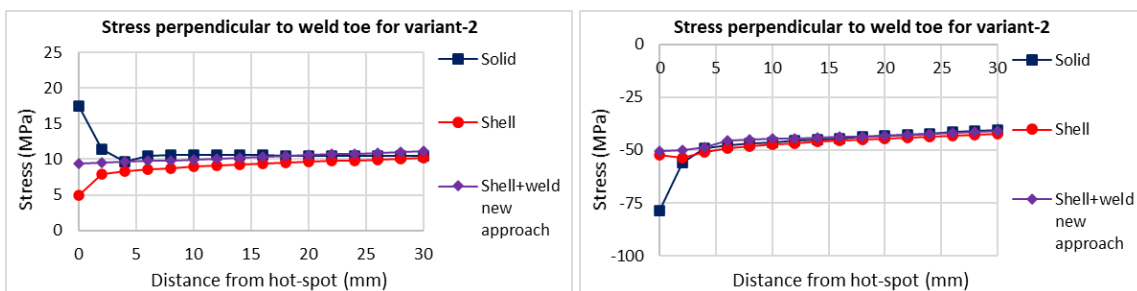 Stress perpendicular to weld toe for variant-2
25
20
15
10
5
0
0 5 10 15 20 25 30
Stress (MPa)
Distance from hot-spot (mm)
Solid
Shell
Shell+weld
new
approach
Stress perpendicular to weld toe for variant-2
0
-25
-50
-75
-100
0 5 10 15 20 25 30
Stress (MPa)
Distance from hot-spot (mm)
Solid
Shell
Shell+weld
new
approach